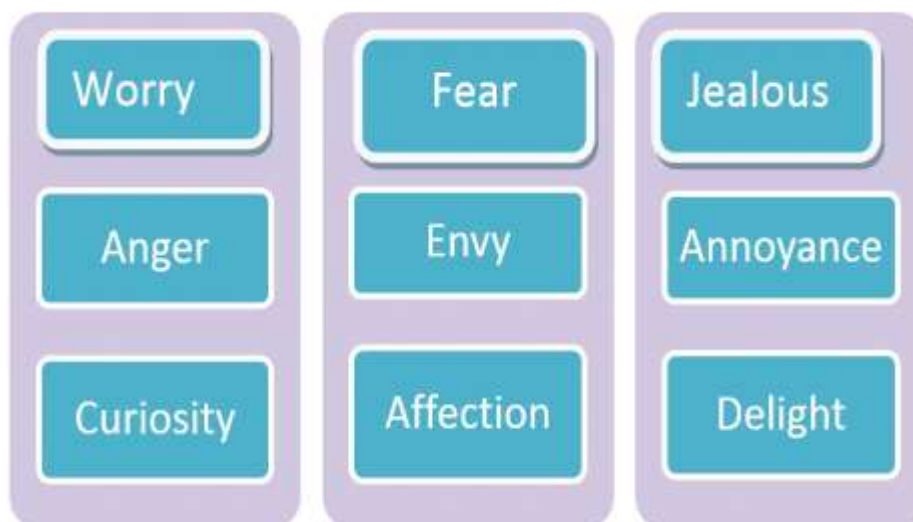 Worry
Anger
Curiosity
Fear
Envy
Affection
Jealous
Annoyance
Delight